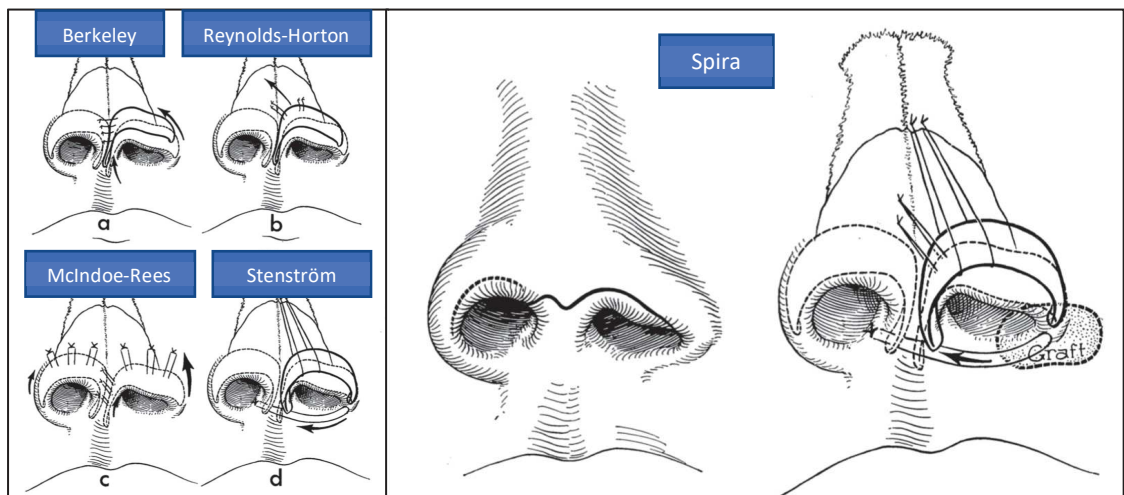 Berkeley
Reynolds-Horton
a
b
McIndoe-Rees
Stenström
c
d
Spira
Graft